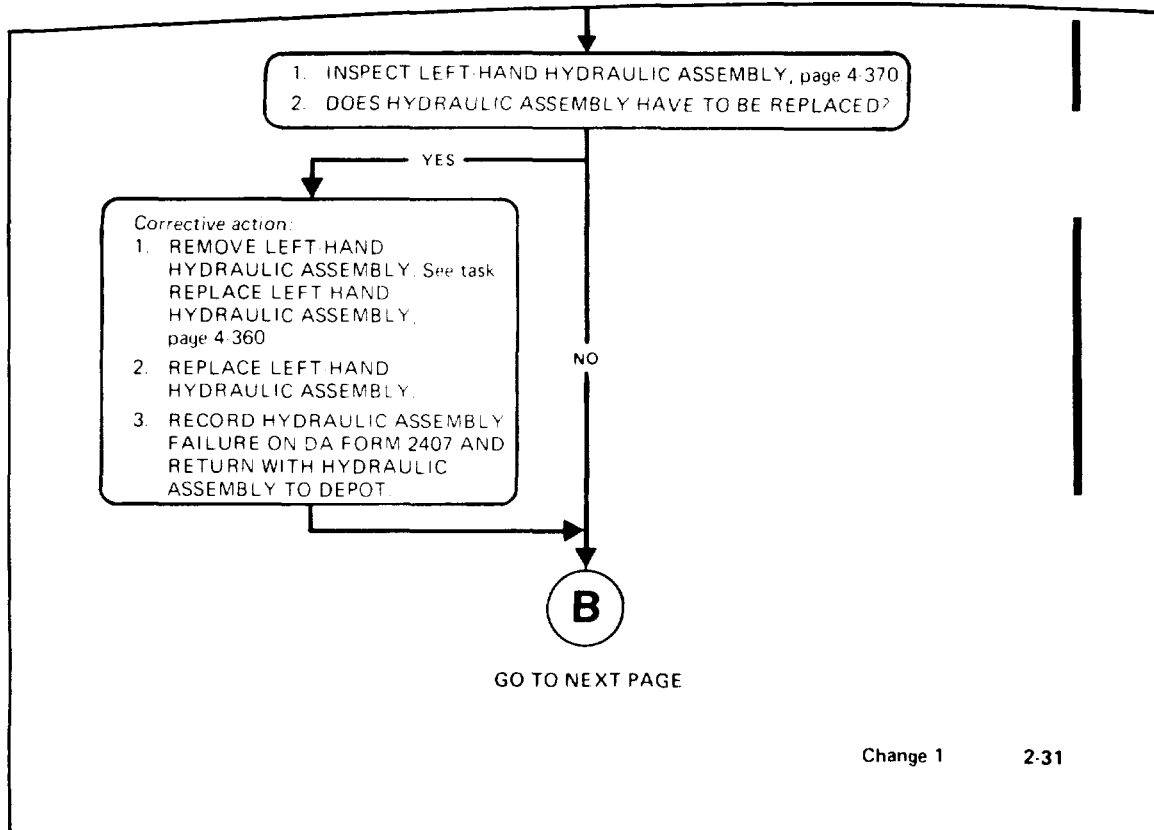 1. INSPECT LEFT-HAND HYDRAULIC ASSEMBLY, page 4-370.
2. DOES HYDRAULIC ASSEMBLY HAVE TO BE REPLACED?
YES
Corrective action:
1. REMOVE LEFT-HAND
HYDRAULIC ASSEMBLY. See task
REPLACE LEFT HAND
HYDRAULIC ASSEMBLY,
page 4-360
2. REPLACE LEFT-HAND
HYDRAULIC ASSEMBLY.
3. RECORD HYDRAULIC ASSEMBLY
FAILURE ON DA FORM 2407 AND
RETURN WITH HYDRAULIC
ASSEMBLY TO DEPOT.
NO
B
GO TO NEXT PAGE
Change 1 2-31